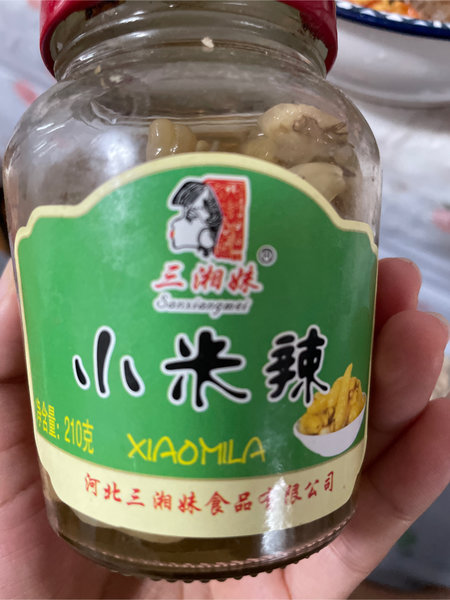 三湘妹®
Sanxiangmei
小米辣
含量: 210克
XIAOMILA
河北三湘妹食品有限公司